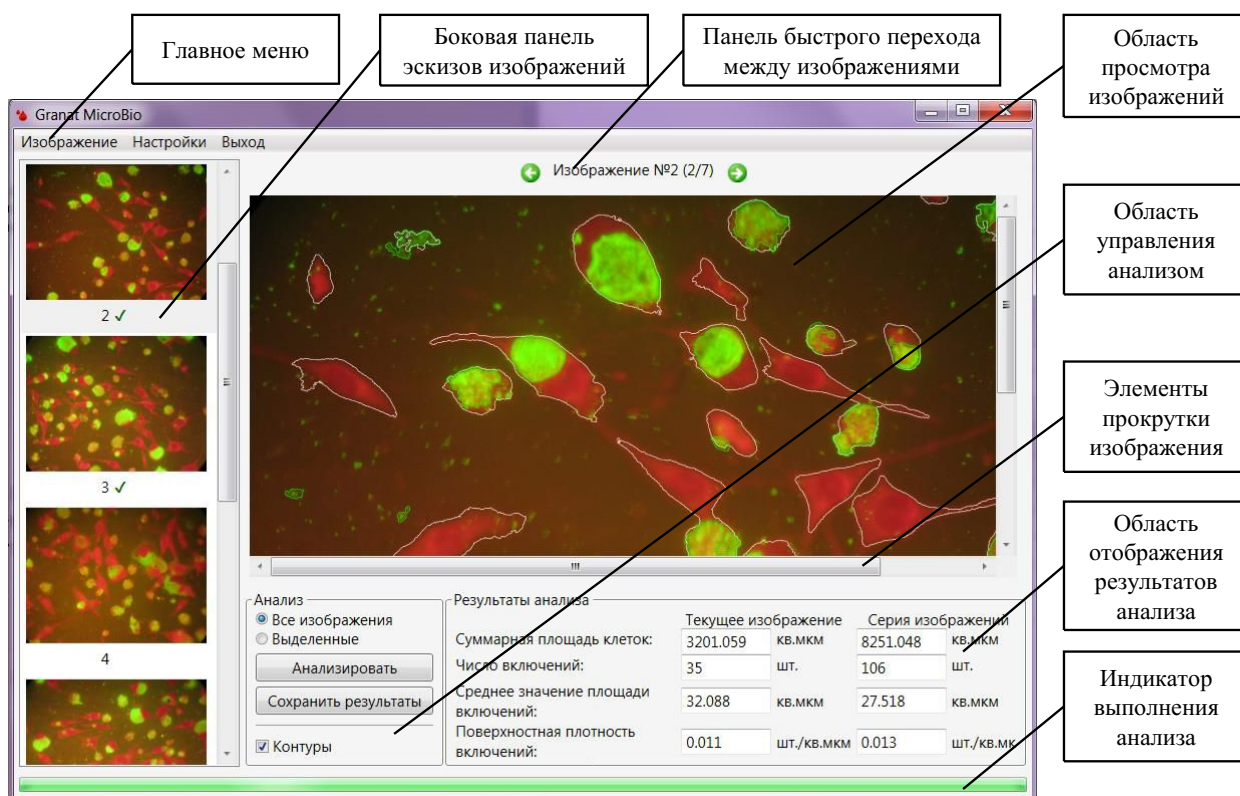 Главное меню
Боковая панель
эскизов изображений
Панель быстрого перехода
между изображениями
Область
просмотра
изображений
Granat MicroBio
Изображение Настройки Выход
Изображение №2 (2/7)
2
3
4
Область
управления
анализом
Элементы
прокрутки
изображения
Область
отображения
результатов
анализа
Индикатор
выполнения
анализа
Анализ
Все изображения
Выделенные
Анализировать
Сохранить результаты
Контуры
Результаты анализа
Текущее изображение Серия изображений
Суммарная площадь клеток: 3201.059 кв.мкм 8251.048 кв.мкм
Число включений: 35 шт. 106 шт.
Среднее значение площади
включений: 32.088 кв.мкм 27.518 кв.мкм
Поверхностная плотность
включений: 0.011 шт./кв.мкм 0.013 шт./кв.мк